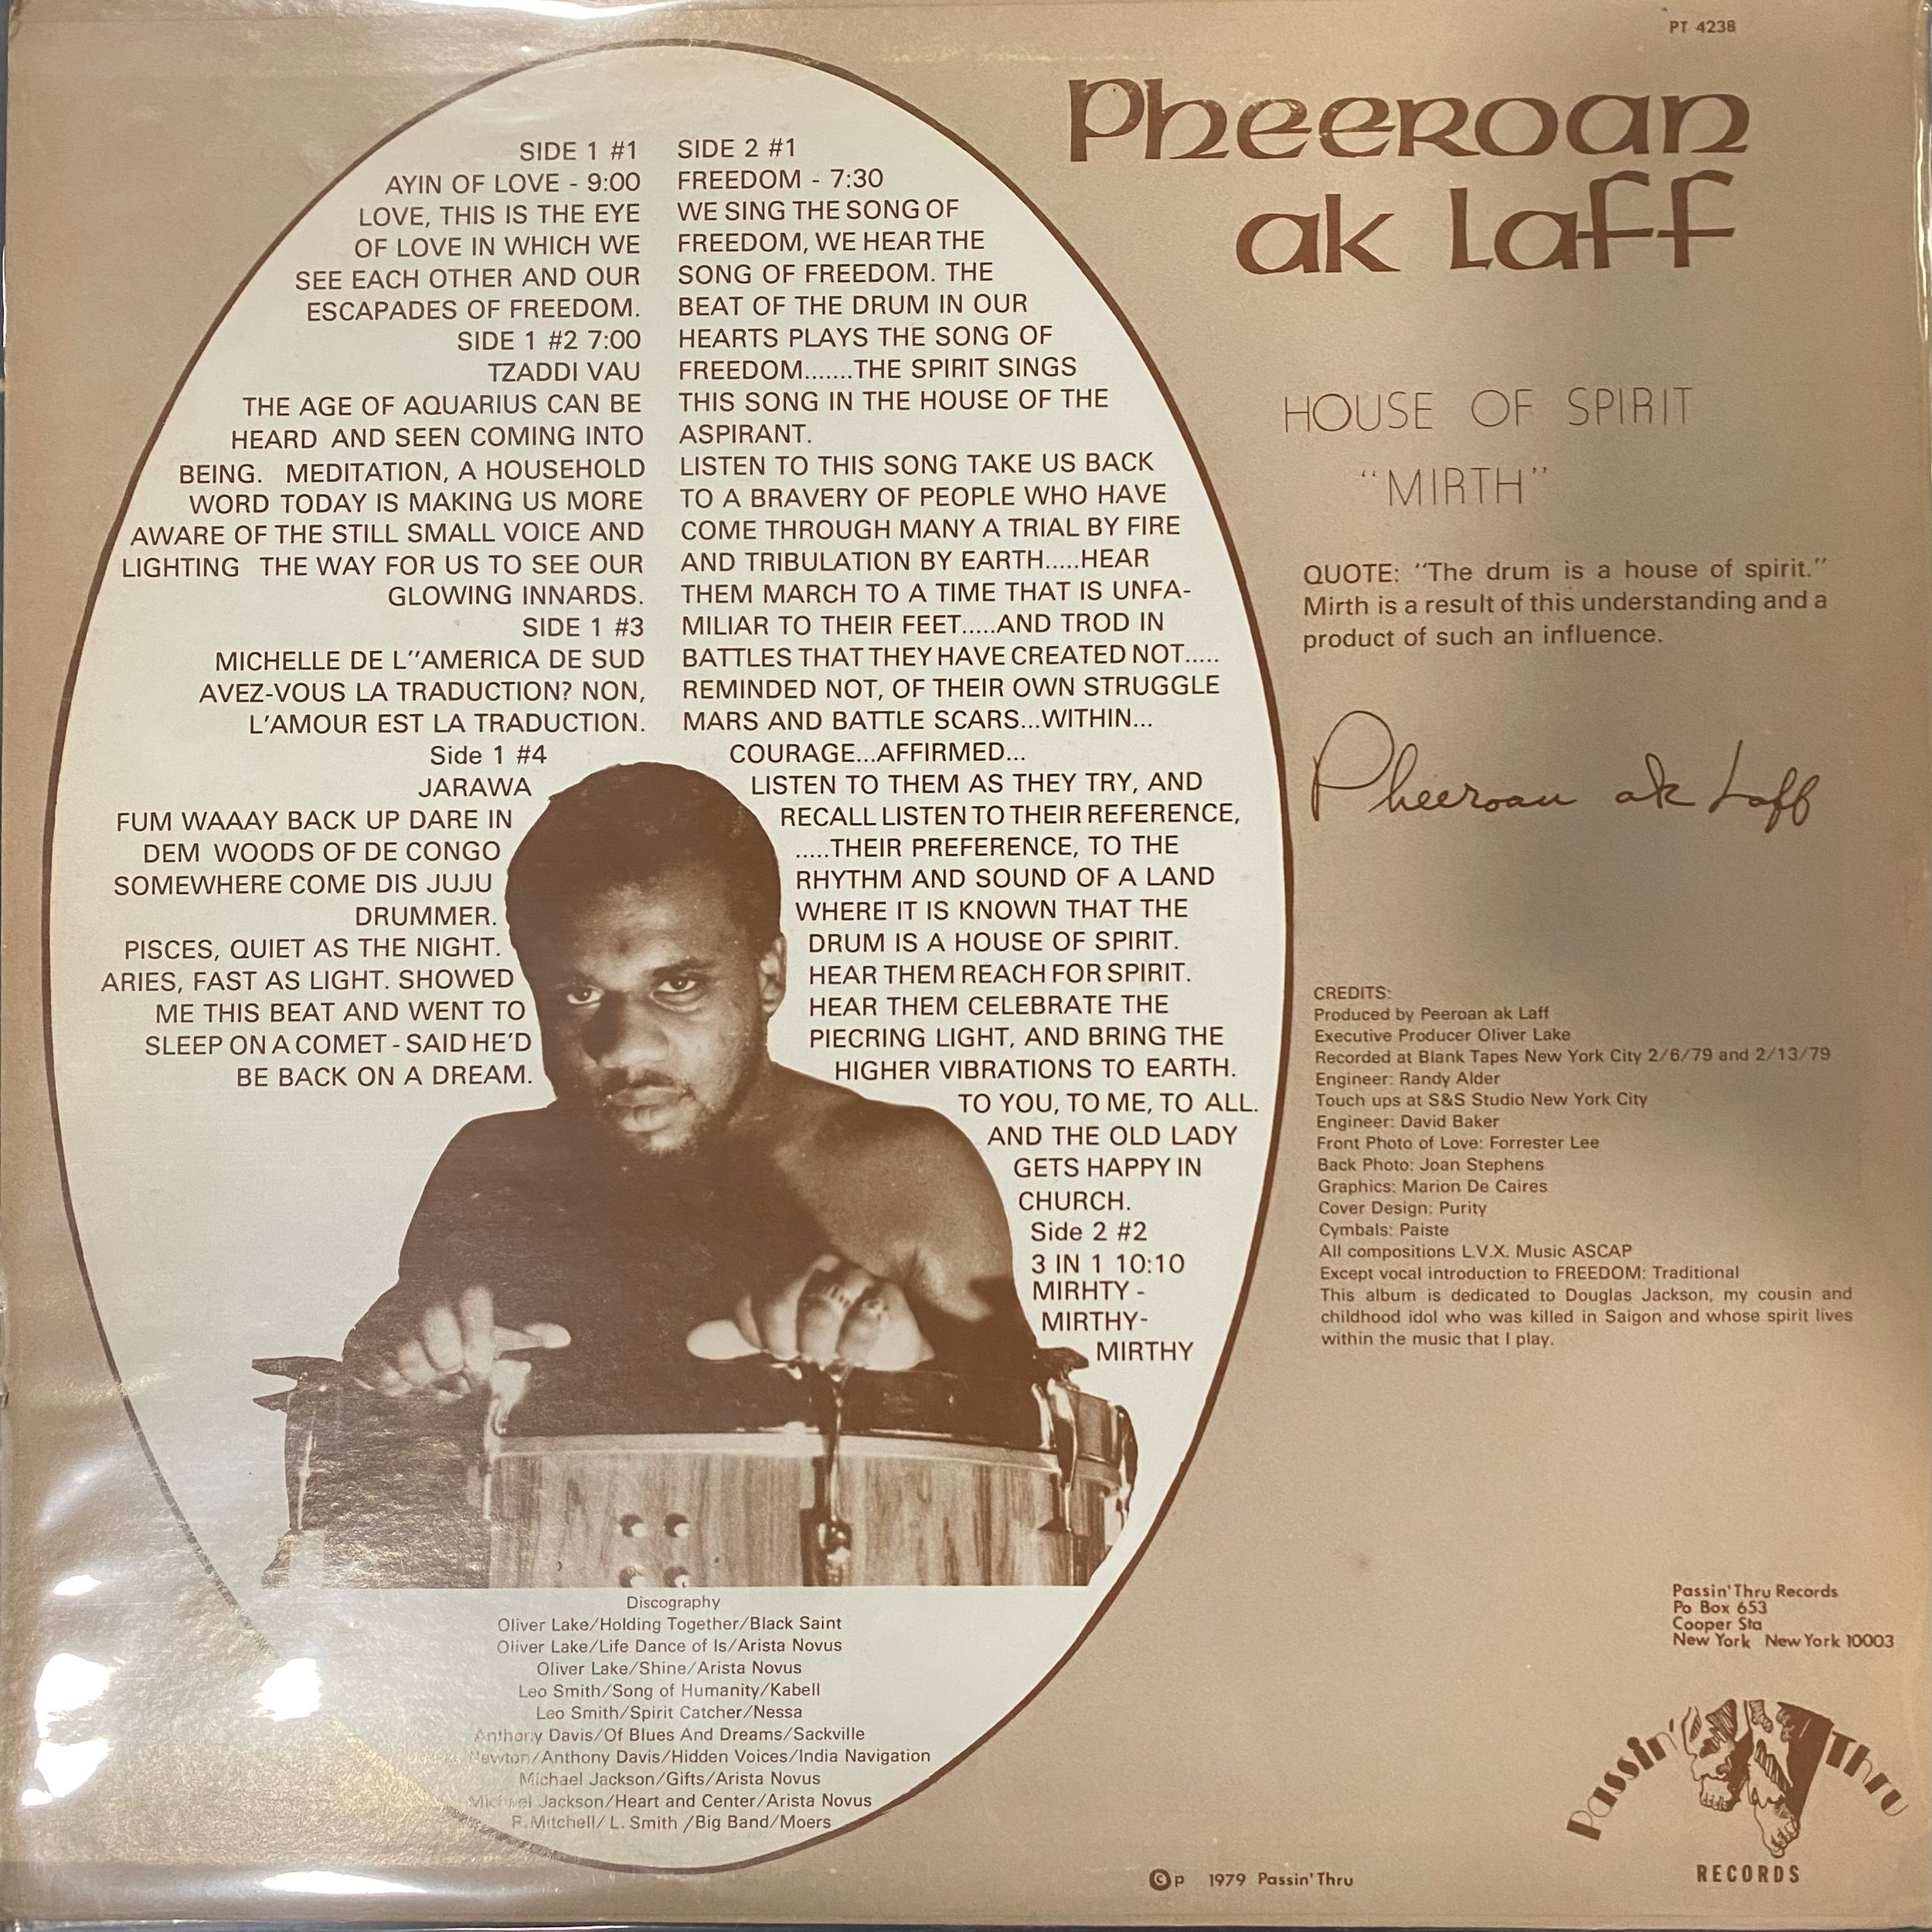 PT 4238
Pheeroan
ak Laff
HOUSE OF SPIRIT
"MIRTH"
QUOTE: "The drum is a house of spirit."
Mirth is a result of this understanding and a
product of such an influence.
Pheeroan ak Laff
SIDE 1 #1
AYIN OF LOVE - 9:00
LOVE, THIS IS THE EYE
OF LOVE IN WHICH WE
SEE EACH OTHER AND OUR
ESCAPADES OF FREEDOM.
SIDE 1 #2 7:00
TZADDI VAU
THE AGE OF AQUARIUS CAN BE
HEARD AND SEEN COMING INTO
BEING. MEDITATION, A HOUSEHOLD
WORD TODAY IS MAKING US MORE
AWARE OF THE STILL SMALL VOICE AND
LIGHTING THE WAY FOR US TO SEE OUR
GLOWING INNARDS.
SIDE 1 #3
MICHELLE DE L''AMERICA DE SUD
AVEZ-VOUS LA TRADUCTION? NON,
L'AMOUR EST LA TRADUCTION.
Side 1 #4
JARAWA
FUM WAAAY BACK UP DARE IN
DEM WOODS OF DE CONGO
SOMEWHERE COME DIS JUJU
DRUMMER.
PISCES, QUIET AS THE NIGHT.
ARIES, FAST AS LIGHT. SHOWED
ME THIS BEAT AND WENT TO
SLEEP ON A COMET - SAID HE'D
BE BACK ON A DREAM.
SIDE 2 #1
FREEDOM - 7:30
WE SING THE SONG OF
FREEDOM, WE HEAR THE
SONG OF FREEDOM. THE
BEAT OF THE DRUM IN OUR
HEARTS PLAYS THE SONG OF
FREEDOM.......THE SPIRIT SINGS
THIS SONG IN THE HOUSE OF THE
ASPIRANT.
LISTEN TO THIS SONG TAKE US BACK
TO A BRAVERY OF PEOPLE WHO HAVE
COME THROUGH MANY A TRIAL BY FIRE
AND TRIBULATION BY EARTH.....HEAR
THEM MARCH TO A TIME THAT IS UNFA-
MILIAR TO THEIR FEET.....AND TROD IN
BATTLES THAT THEY HAVE CREATED NOT.....
REMINDED NOT, OF THEIR OWN STRUGGLE
MARS AND BATTLE SCARS...WITHIN...
COURAGE...AFFIRMED...
LISTEN TO THEM AS THEY TRY, AND
RECALL LISTEN TO THEIR REFERENCE,
.....THEIR PREFERENCE, TO THE
RHYTHM AND SOUND OF A LAND
WHERE IT IS KNOWN THAT THE
DRUM IS A HOUSE OF SPIRIT.
HEAR THEM REACH FOR SPIRIT.
HEAR THEM CELEBRATE THE
PIECRING LIGHT, AND BRING THE
HIGHER VIBRATIONS TO EARTH.
TO YOU, TO ME, TO ALL.
AND THE OLD LADY
GETS HAPPY IN
CHURCH.
Side 2 #2
3 IN 1 10:10
MIRHTY -
MIRTHY-
MIRTHY
CREDITS:
Produced by Peeroan ak Laff
Executive Producer Oliver Lake
Recorded at Blank Tapes New York City 2/6/79 and 2/13/79
Engineer: Randy Alder
Touch ups at S&S Studio New York City
Engineer: David Baker
Front Photo of Love: Forrester Lee
Back Photo: Joan Stephens
Graphics: Marion De Caires
Cover Design: Purity
Cymbals: Paiste
All compositions L.V.X. Music ASCAP
Except vocal introduction to FREEDOM: Traditional
This album is dedicated to Douglas Jackson, my cousin and
childhood idol who was killed in Saigon and whose spirit lives
within the music that I play.
Discography
Oliver Lake/Holding Together/Black Saint
Oliver Lake/Life Dance of Is/Arista Novus
Oliver Lake/Shine/Arista Novus
Leo Smith/Song of Humanity/Kabell
Leo Smith/Spirit Catcher/Nessa
Anthony Davis/Of Blues And Dreams/Sackville
Newton/Anthony Davis/Hidden Voices/India Navigation
Michael Jackson/Gifts/Arista Novus
Michael Jackson/Heart and Center/Arista Novus
R.Mitchell/ L. Smith /Big Band/Moers
Passin' Thru Records
Po Box 653
Cooper Sta
New York New York 10003
Passin' Thru
RECORDS
©p 1979 Passin' Thru